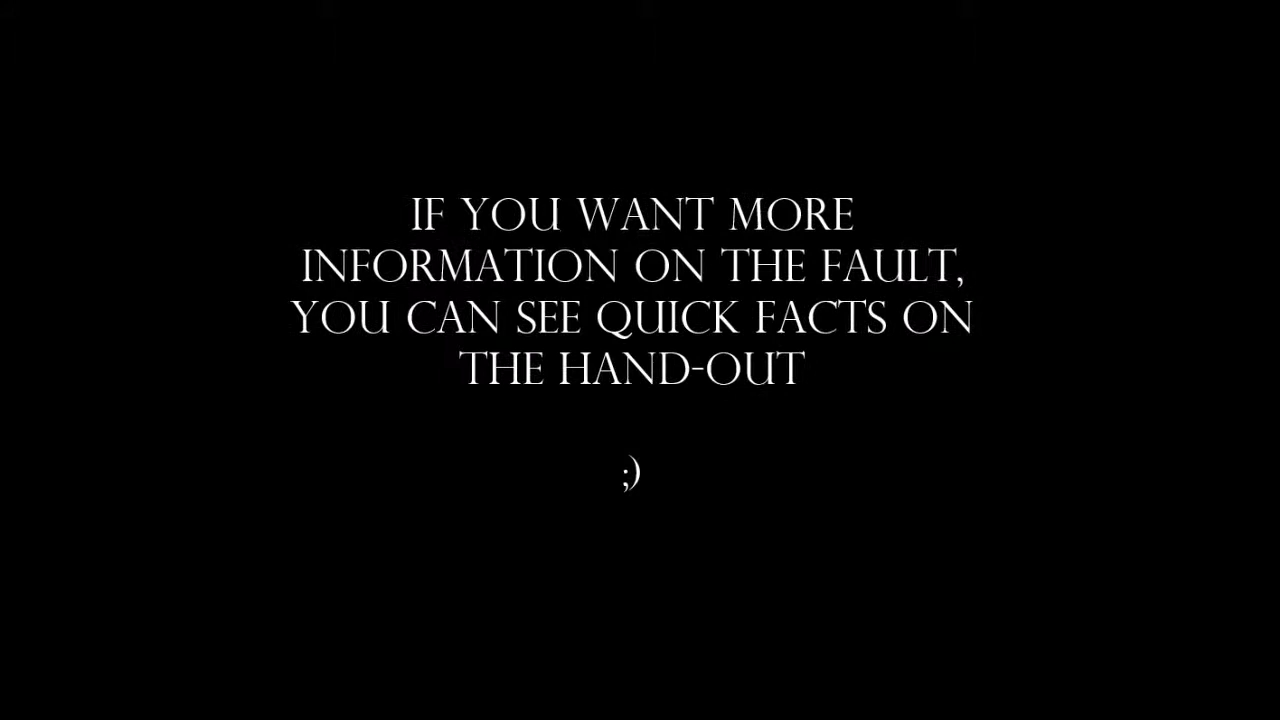 IF YOU WANT MORE
INFORMATION ON THE FAULT,
YOU CAN SEE QUICK FACTS ON
THE HAND-OUT
;)